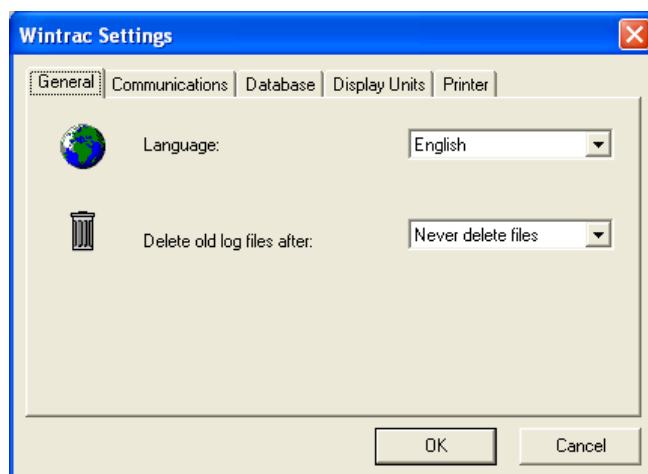 Wintrac Settings
General Communications Database Display Units Printer
Language: English
Delete old log files after: Never delete files
OK Cancel